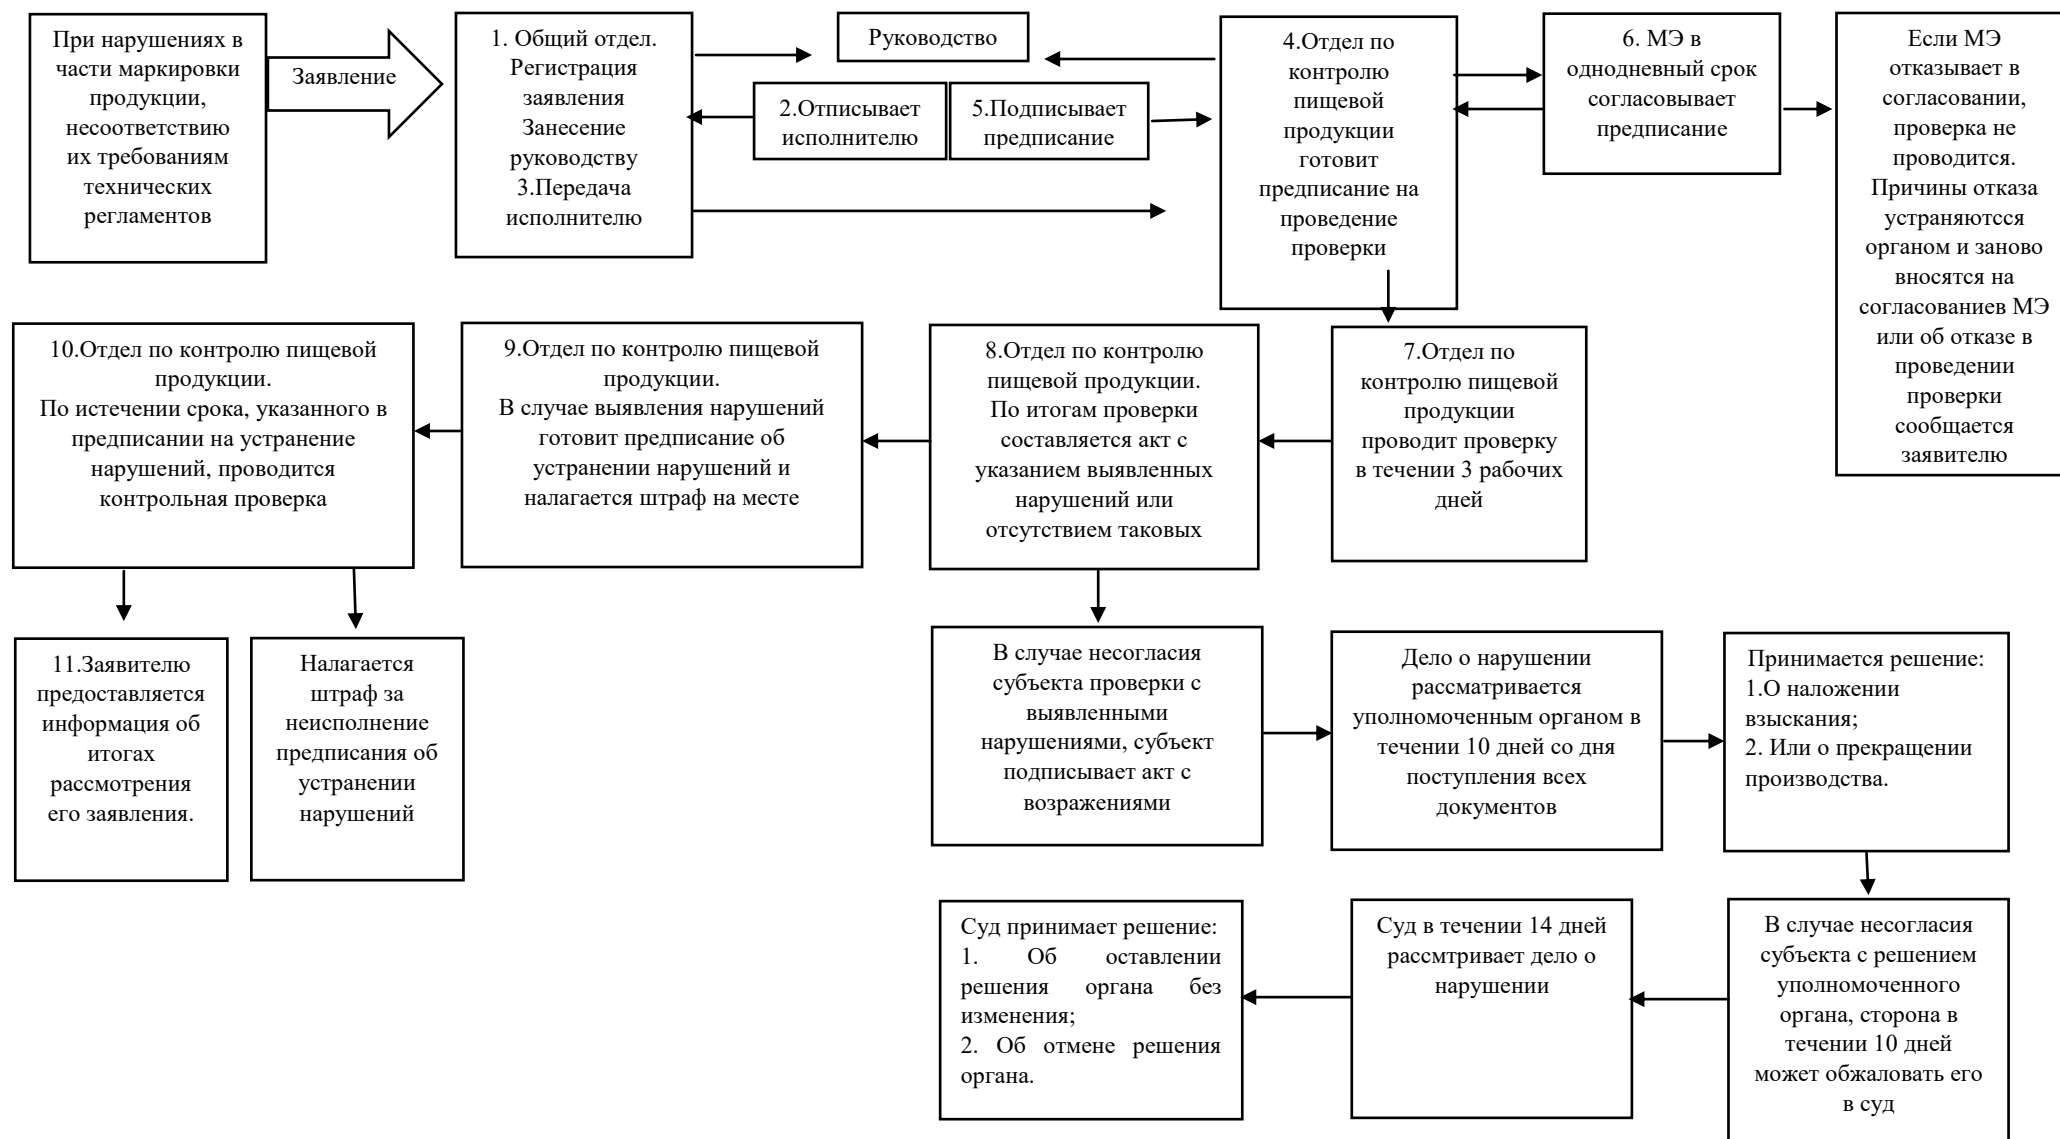 При нарушениях в
части маркировки
продукции,
несоответствию
их требованиям
технических
регламентов
Заявление
1. Общий отдел.
Регистрация
заявления
Занесение
руководству
3.Передача
исполнителю
Руководство
2.Отписывает
исполнителю
5.Подписывает
предписание
4.Отдел по
контролю
пищевой
продукции
готовит
предписание на
проведение
проверки
6. МЭ в
однодневный срок
согласовывает
предписание
Если МЭ
отказывает в
согласовании,
проверка не
проводится.
Причины отказа
устраняютсся
органом и заново
вносятся на
согласованиев МЭ
или об отказе в
проведении
проверки
сообщается
заявителю
10.Отдел по контролю пищевой
продукции.
По истечении срока, указанного в
предписании на устранение
нарушений, проводится
контрольная проверка
9.Отдел по контролю пищевой
продукции.
В случае выявления нарушений
готовит предписание об
устранении нарушений и
налагается штраф на месте
8.Отдел по контролю
пищевой продукции.
По итогам проверки
составляется акт с
указанием выявленных
нарушений или
отсутствием таковых
7.Отдел по
контролю пищевой
продукции
проводит проверку
в течении 3 рабочих
дней
11.Заявителю
предоставляется
информация об
итогах
рассмотрения
его заявления.
Налагается
штраф за
неисполнение
предписания об
устранении
нарушений
В случае несогласия
субъекта проверки с
выявленными
нарушениями, субъект
подписывает акт с
возражениями
Дело о нарушении
рассматривается
уполномоченным органом в
течении 10 дней со дня
поступления всех
документов
Принимается решение:
1.О наложении
взыскания;
2. Или о прекращении
производства.
Суд принимает решение:
1. Об оставлении
решения органа без
изменения;
2. Об отмене решения
органа.
Суд в течении 14 дней
рассмтривает дело о
нарушении
В случае несогласия
субъекта с решением
уполномоченного
органа, сторона в
течении 10 дней
может обжаловать его
в суд